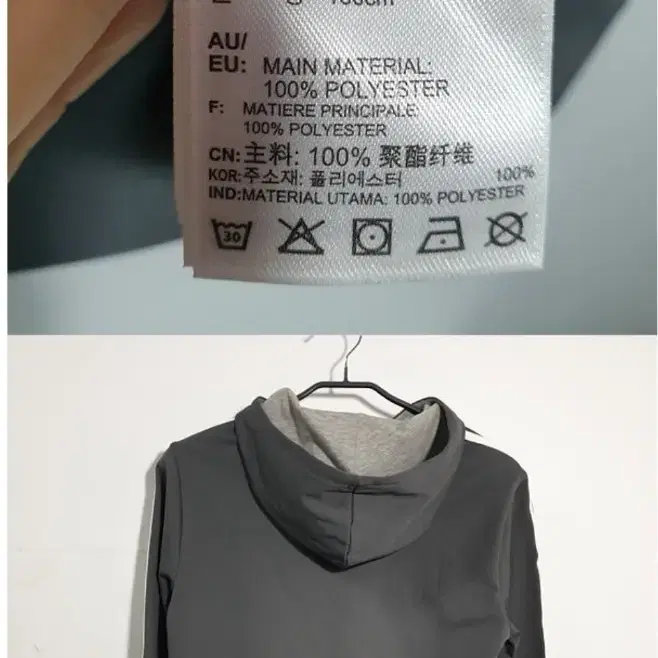 AU/
EU: MAIN MATERIAL:
100% POLYESTER
F: MATIERE PRINCIPALE:
100% POLYESTER
CN:主料: 100% 聚酯纤维
KOR:주소재: 폴리에스터 100%
IND:MATERIAL UTAMA: 100% POLYESTER
30